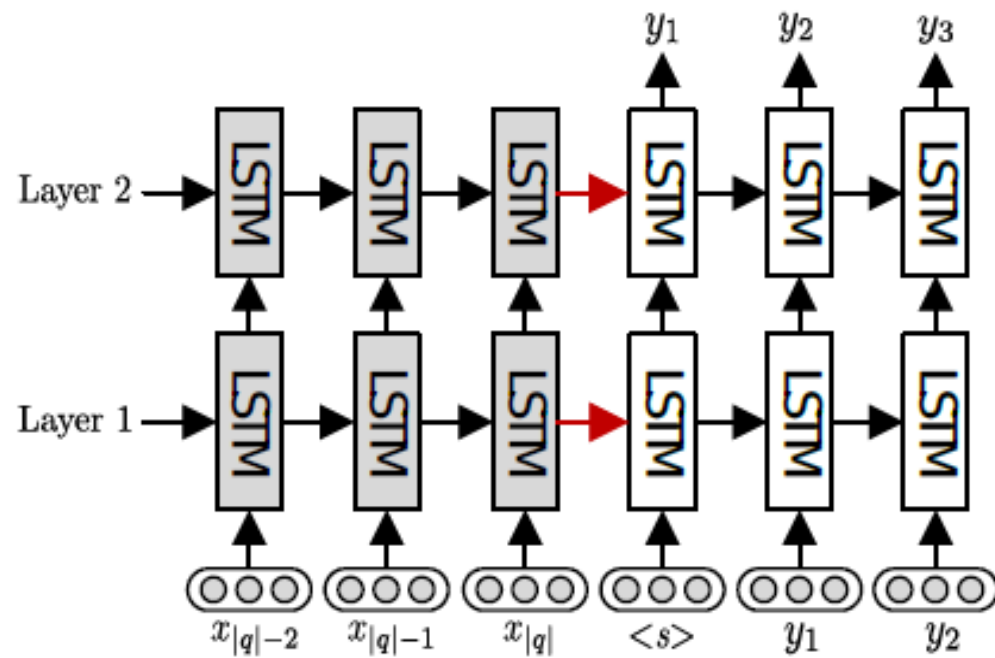 y₁ y₂ y₃
Layer 2 LSTM LSTM LSTM LSTM LSTM LSTM
Layer 1 LSTM LSTM LSTM LSTM LSTM LSTM
x|q|−2 x|q|−1 x|q| <s> y₁ y₂